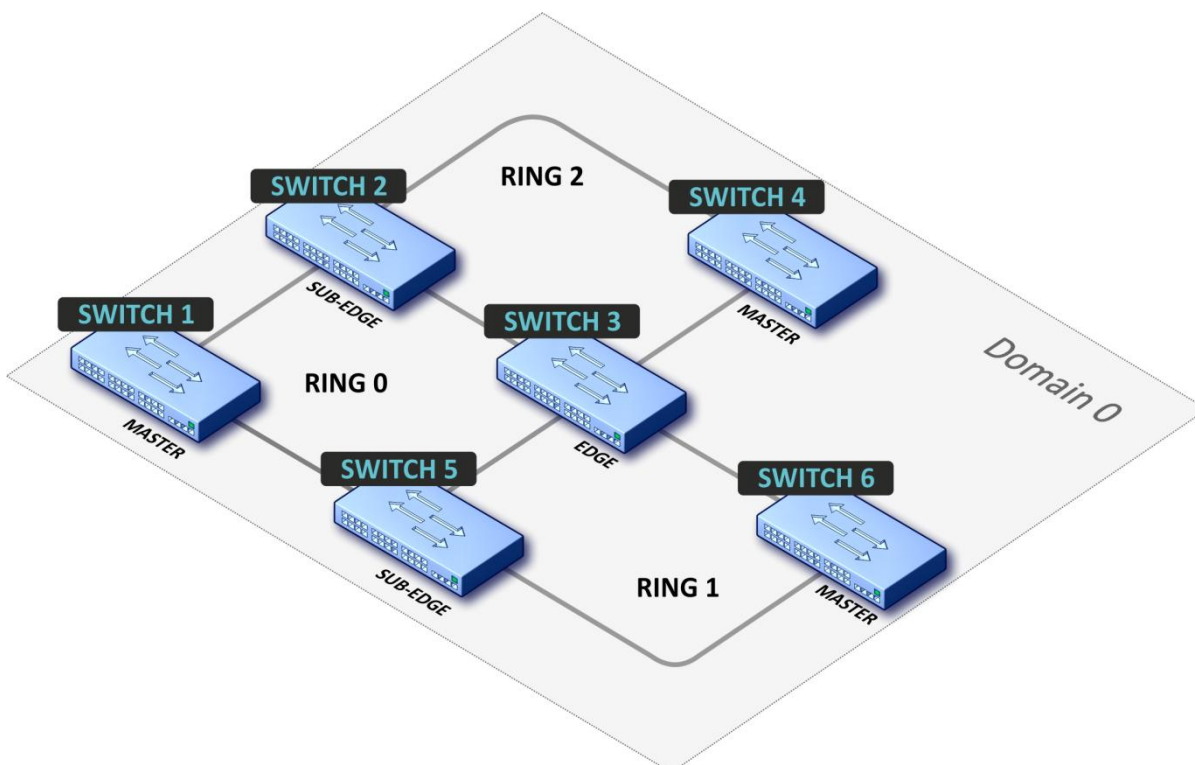 RING 2
SWITCH 2
SWITCH 4
SUB-EDGE
SWITCH 1
SWITCH 3
MASTER
Domain 0
RING 0
MASTER
EDGE
SWITCH 5
SWITCH 6
SUB-EDGE
RING 1
MASTER